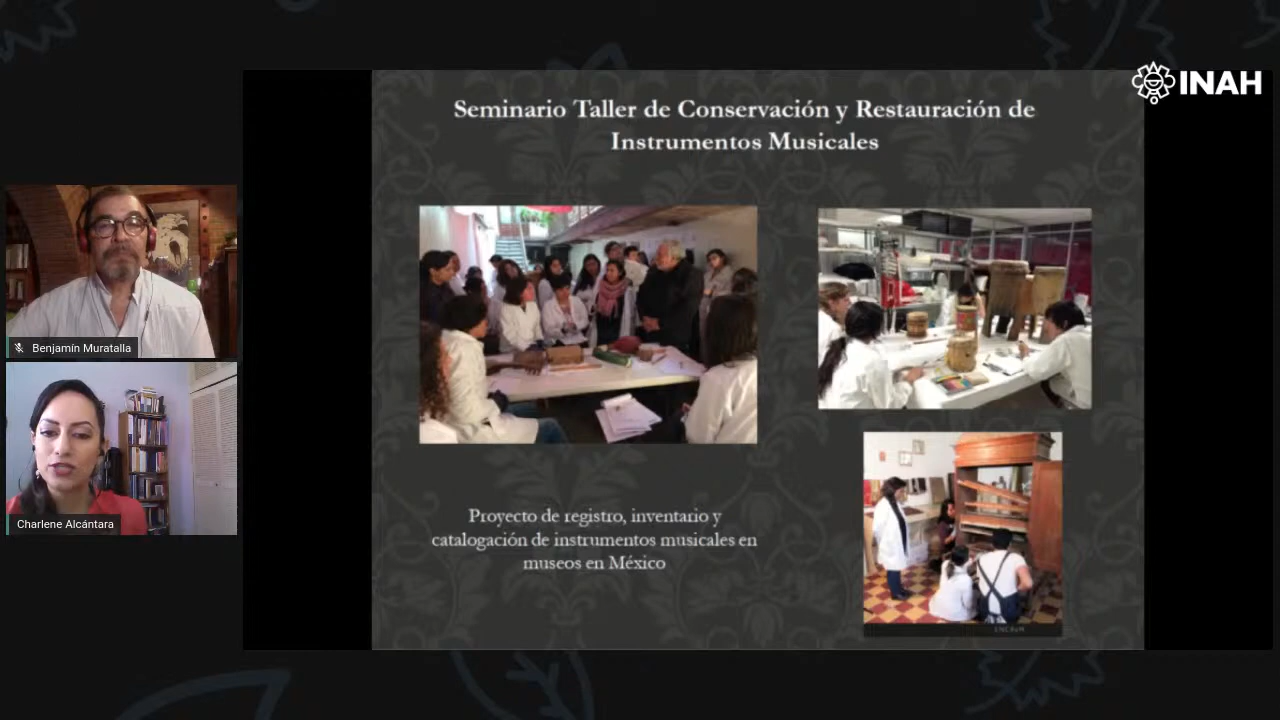 INAH
Seminario Taller de Conservación y Restauración de
Instrumentos Musicales
Benjamín Muratalla
Charlene Alcántara
Proyecto de registro, inventario y
catalogación de instrumentos musicales en
museos en México